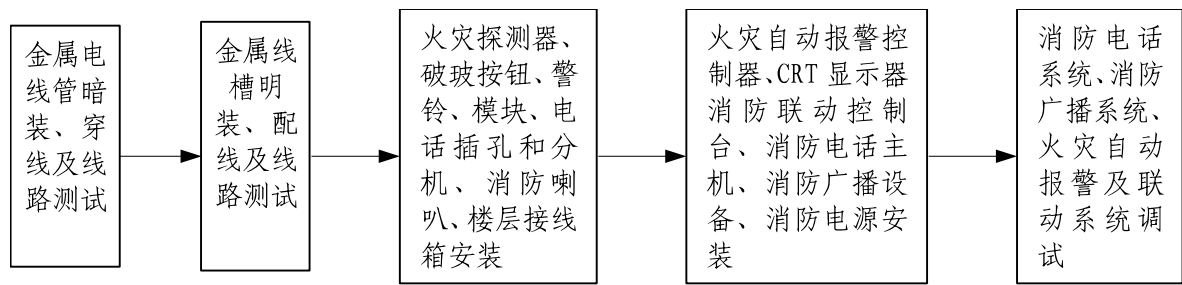 金属电
线管暗
装、穿
线及线
路测试
金属线
槽明
装、配
线及线
路测试
火灾探测器、
破玻按钮、警
铃、模块、电
话插孔和分
机、消防喇
叭、楼层接线
箱安装
火灾自动报警控
制器、CRT 显示器
消防联动控制
台、消防电话主
机、消防广播设
备、消防电源安
装
消防电话
系统、消防
广播系统、
火灾自动
报警及联
动系统调
试